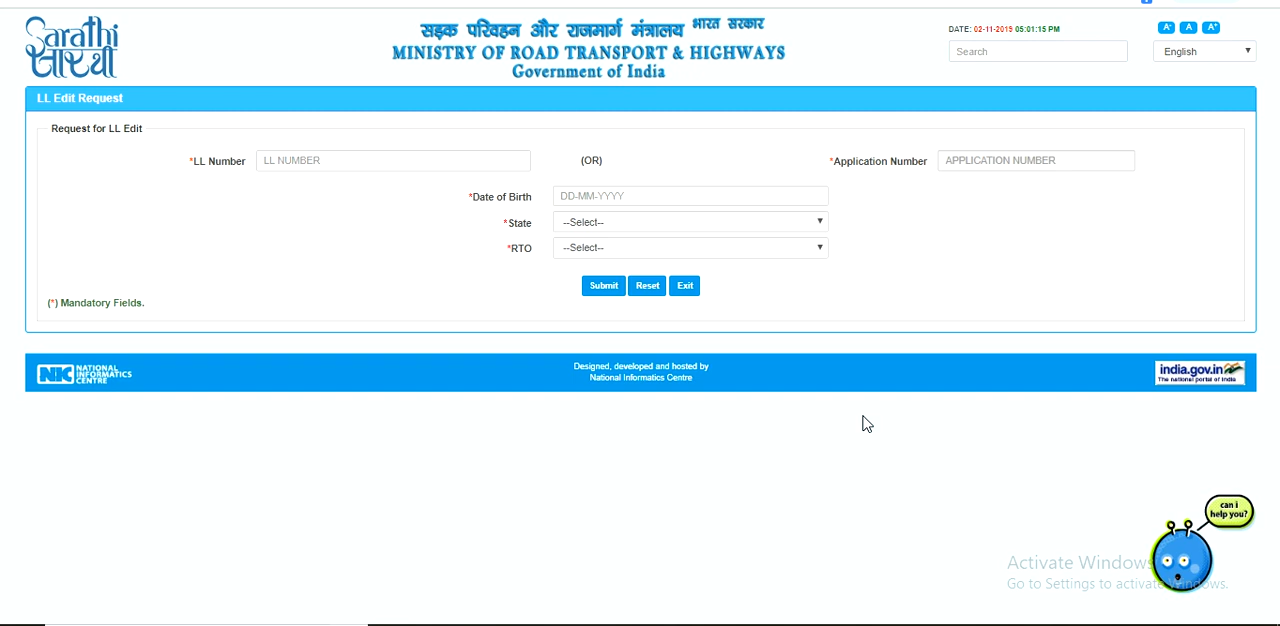 Sarathi
सारथी
सड़क परिवहन और राजमार्ग मंत्रालय भारत सरकार
MINISTRY OF ROAD TRANSPORT & HIGHWAYS
Government of India
DATE: 02-11-2019 05:01:15 PM
A- A A+
Search
English
LL Edit Request
Request for LL Edit
*LL Number LL NUMBER (OR) *Application Number APPLICATION NUMBER
*Date of Birth DD-MM-YYYY
*State --Select--
*RTO --Select--
Submit Reset Exit
(*) Mandatory Fields.
NIC NATIONAL INFORMATICS CENTRE
Designed, developed and hosted by
National Informatics Centre
india.gov.in
The national portal of India
can i
help you?
Activate Windows
Go to Settings to activate Windows.